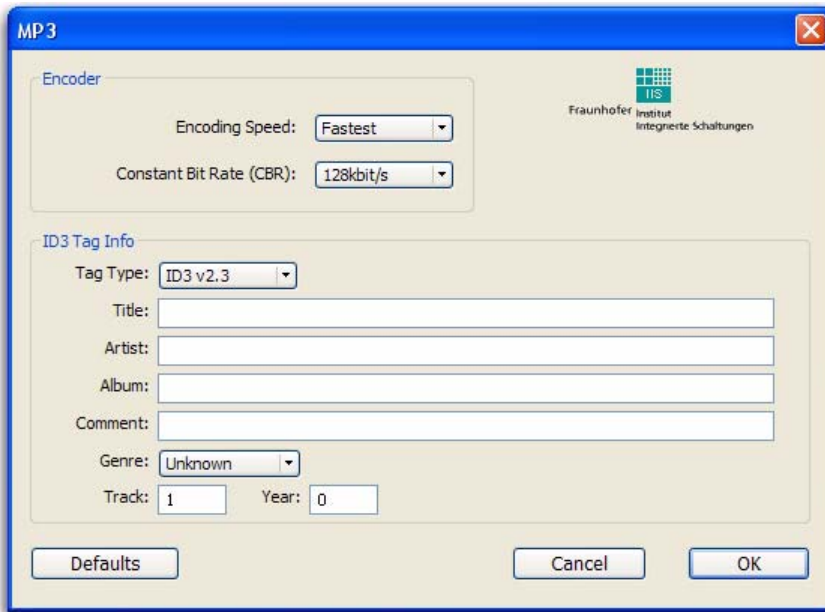 MP3
Encoder
Encoding Speed: Fastest
Constant Bit Rate (CBR): 128kbit/s
IIS
Fraunhofer Institut
Integrierte Schaltungen
ID3 Tag Info
Tag Type: ID3 v2.3
Title:
Artist:
Album:
Comment:
Genre: Unknown
Track: 1 Year: 0
Defaults Cancel OK